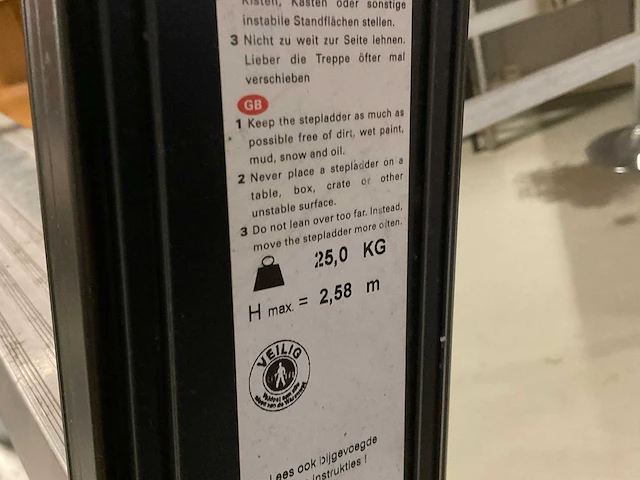 Kisten, Kasten oder sonstige
instabile Standflächen stellen.
3 Nicht zu weit zur Seite lehnen.
Lieber die Treppe öfter mal
verschieben
GB
1 Keep the stepladder as much as
possible free of dirt, wet paint,
mud, snow and oil.
2 Never place a stepladder on a
table, box, crate or other
unstable surface.
3 Do not lean over too far. Instead,
move the stepladder more often.
25,0 KG
H max. = 2,58 m
VEILIG
Lees ook bijgevoegde
instrukties !